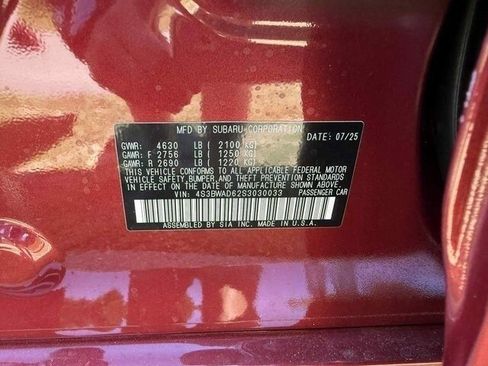 MFD BY SUBARU CORPORATION DATE: 07/25
GVWR: 4630 LB ( 2100 KG)
GAWR: F 2756 LB ( 1250 KG)
GAWR: R 2690 LB ( 1220 KG)
THIS VEHICLE CONFORMS TO ALL APPLICABLE FEDERAL MOTOR
VEHICLE SAFETY, BUMPER, AND THEFT PREVENTION STANDARDS
IN EFFECT ON THE DATE OF MANUFACTURE SHOWN ABOVE.
VIN: 4S3BWAD62S3030033 PASSENGER CAR
ASSEMBLED BY SIA INC. MADE IN U.S.A.